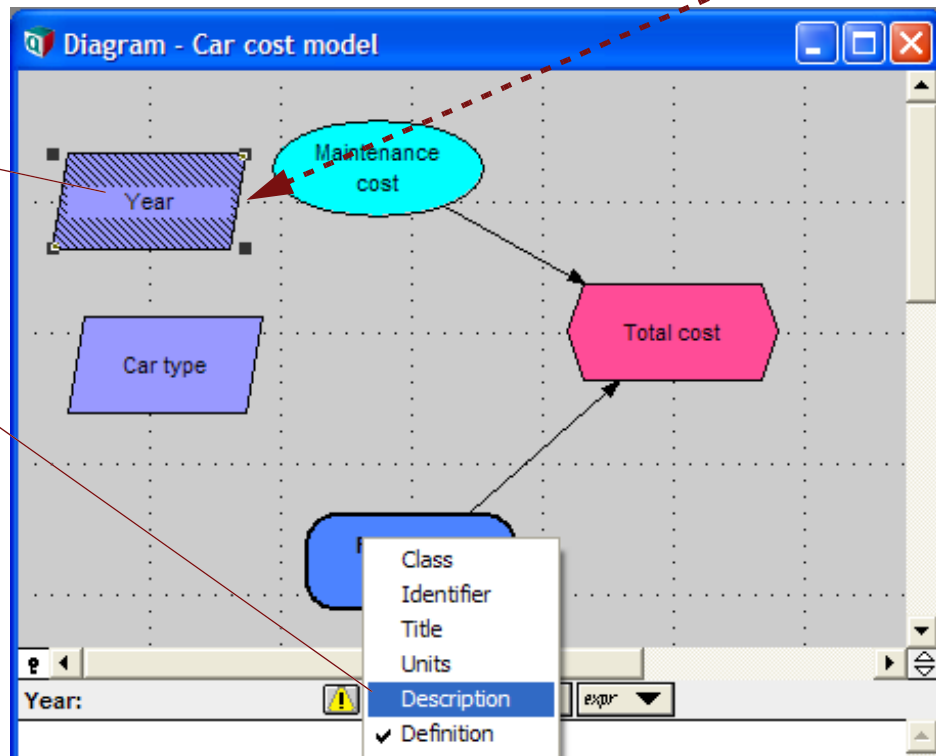 Diagram - Car cost model
Maintenance
cost
Year
Total cost
Car type
Class
Identifier
Title
Units
Year:
Description
expr
Definition